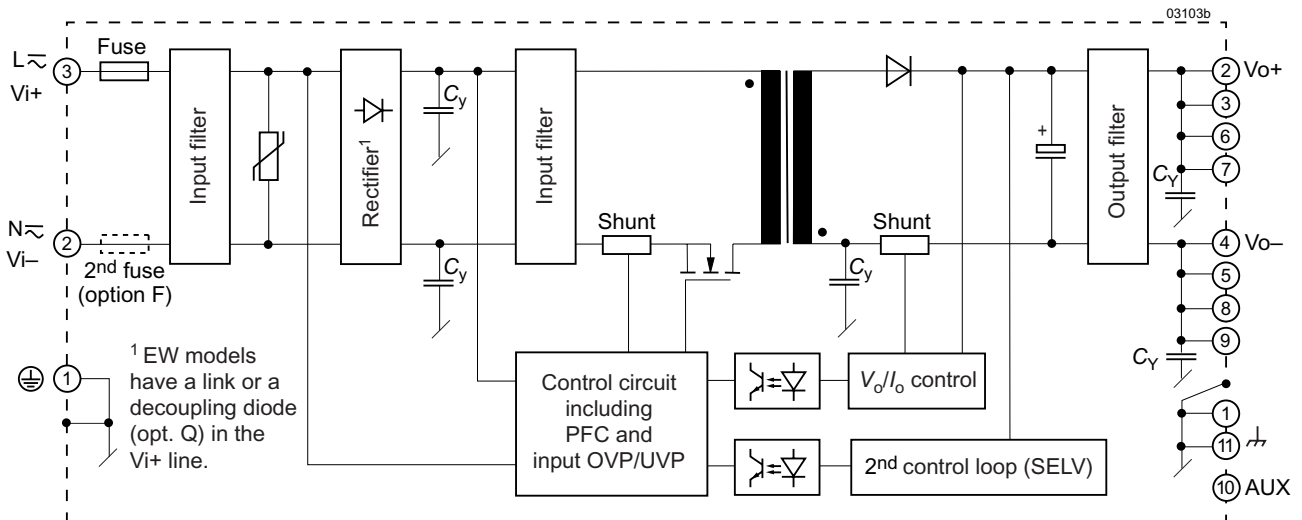 03103b
L
3
Vi+
Fuse
Input filter
Rectifier¹
Cy
Input filter
+
Output filter
2 Vo+
3
6
7
CY
N
2
Vi–
2nd fuse
(option F)
Cy
Shunt
Cy
Shunt
4 Vo–
5
8
9
CY
1
1 EW models
have a link or a
decoupling diode
(opt. Q) in the
Vi+ line.
Control circuit
including
PFC and
input OVP/UVP
Vo/Io control
2nd control loop (SELV)
1
11
10 AUX